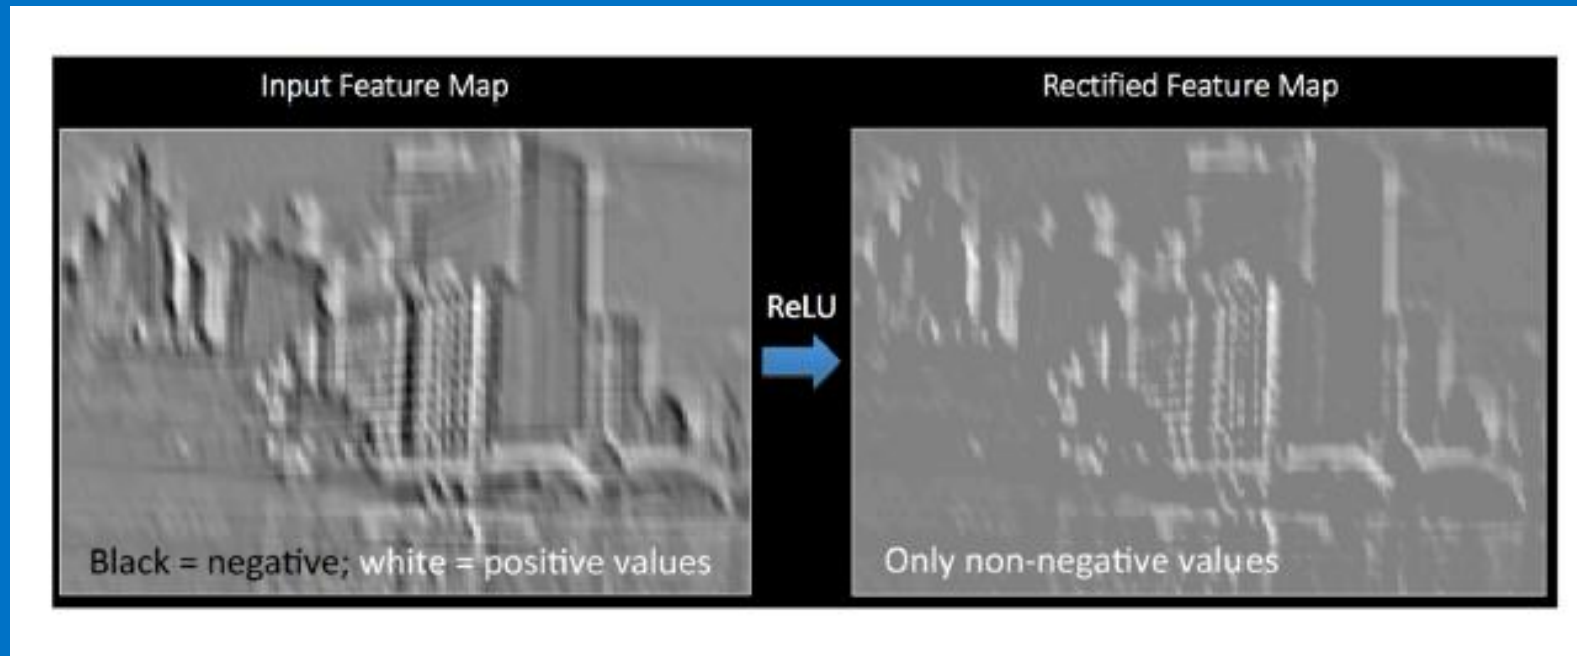 Input Feature Map
Rectified Feature Map
ReLU
Black = negative; white = positive values
Only non-negative values